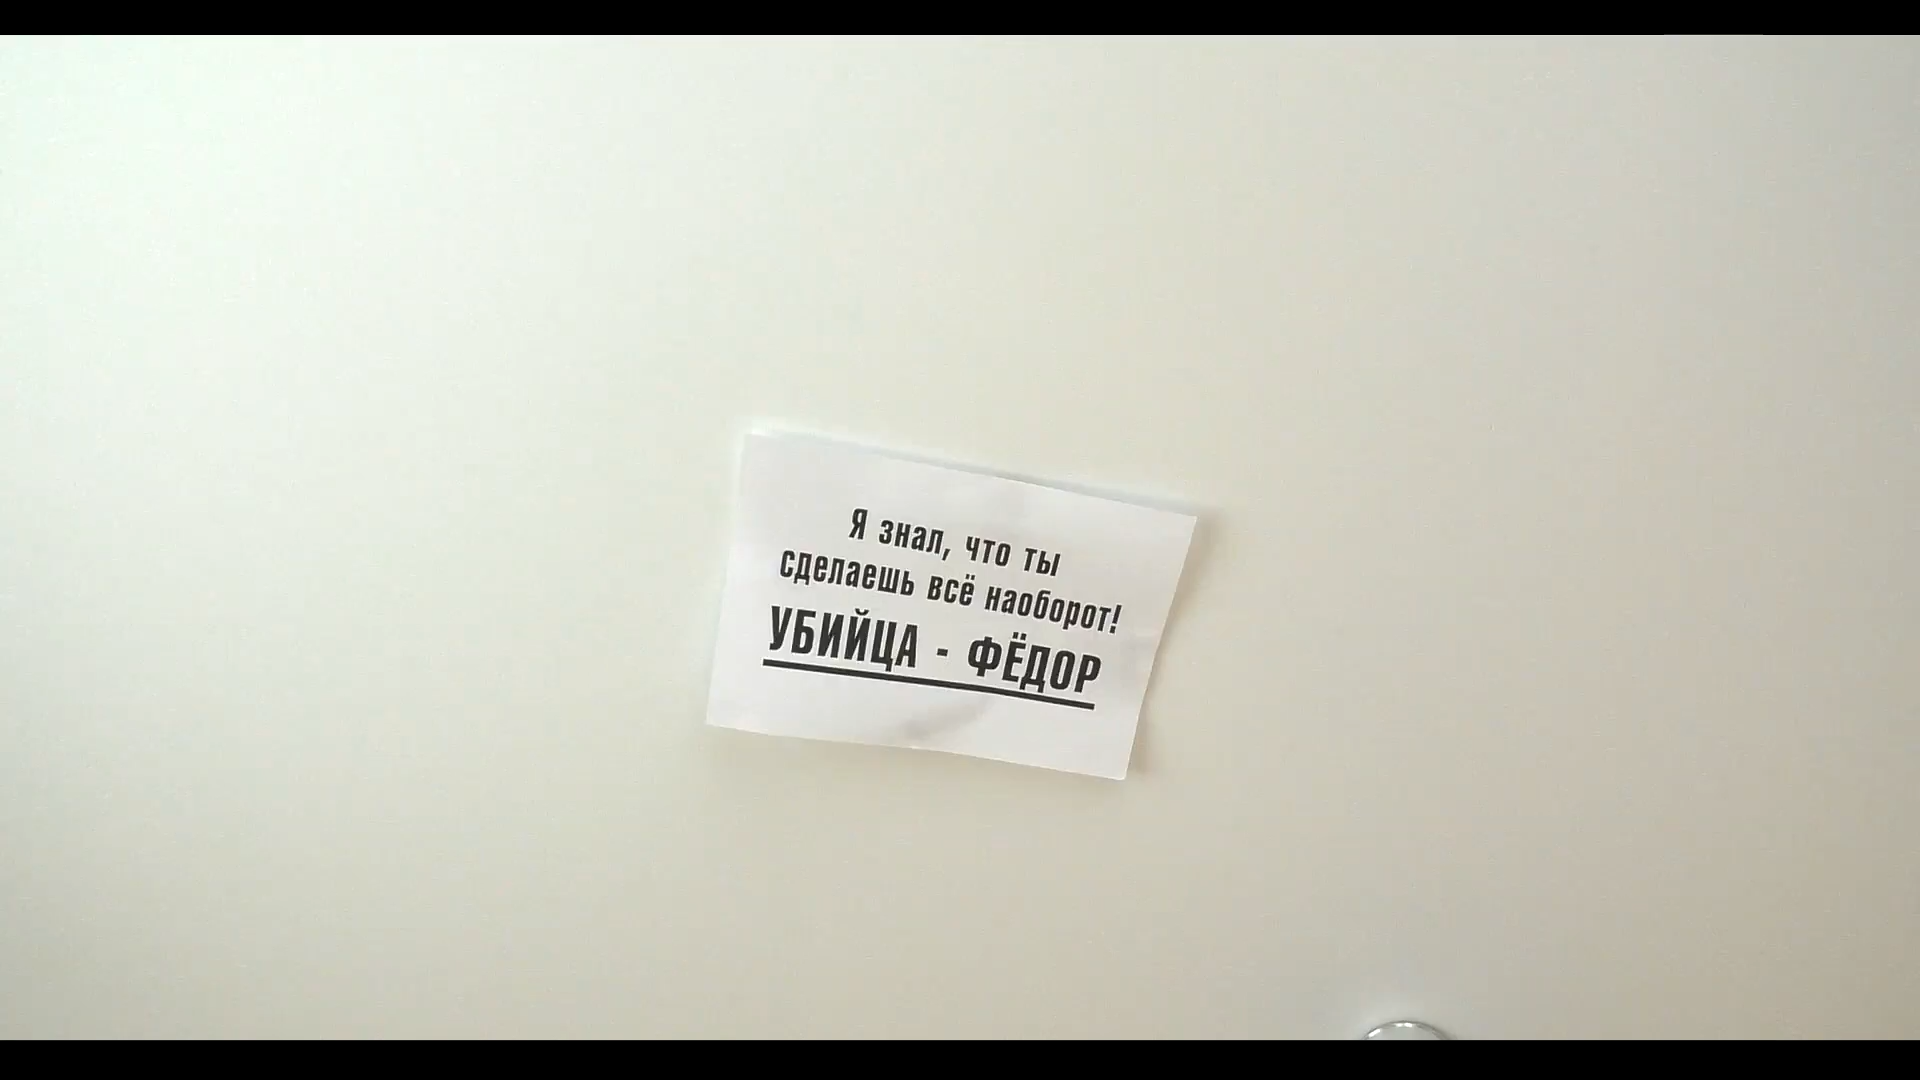 Я знал, что ты
сделаешь всё наоборот!
УБИЙЦА - ФЁДОР